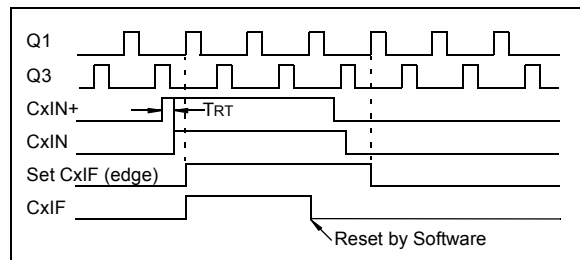 Q1
Q3
CxIN+
TRT
CxIN
Set CxIF (edge)
CxIF
Reset by Software